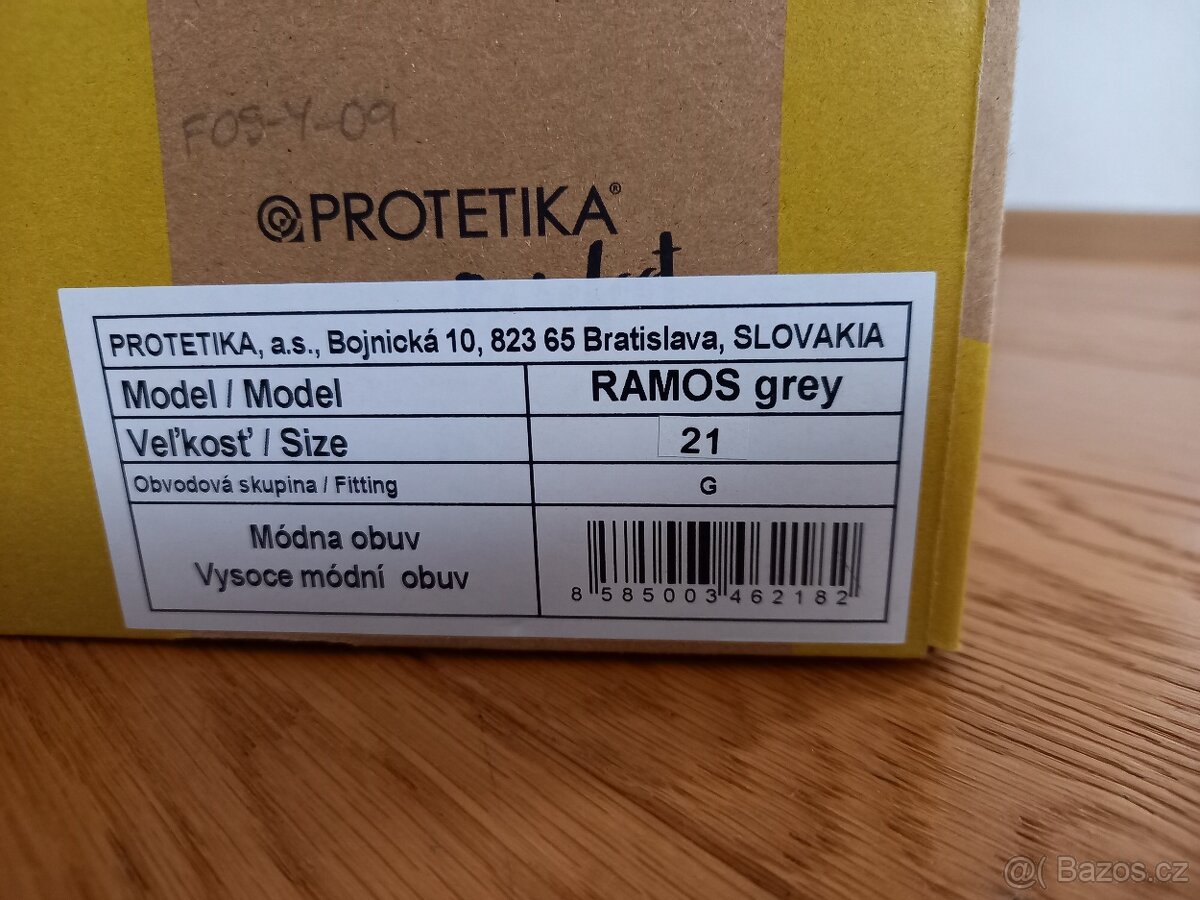 F09-Y-09
PROTETIKA®
PROTETIKA, a.s., Bojnická 10, 823 65 Bratislava, SLOVAKIA
Model / Model RAMOS grey
Veľkosť / Size 21
Obvodová skupina / Fitting G
Módna obuv
Vysoce módní obuv
8 585003 462182
@( Bazos.cz